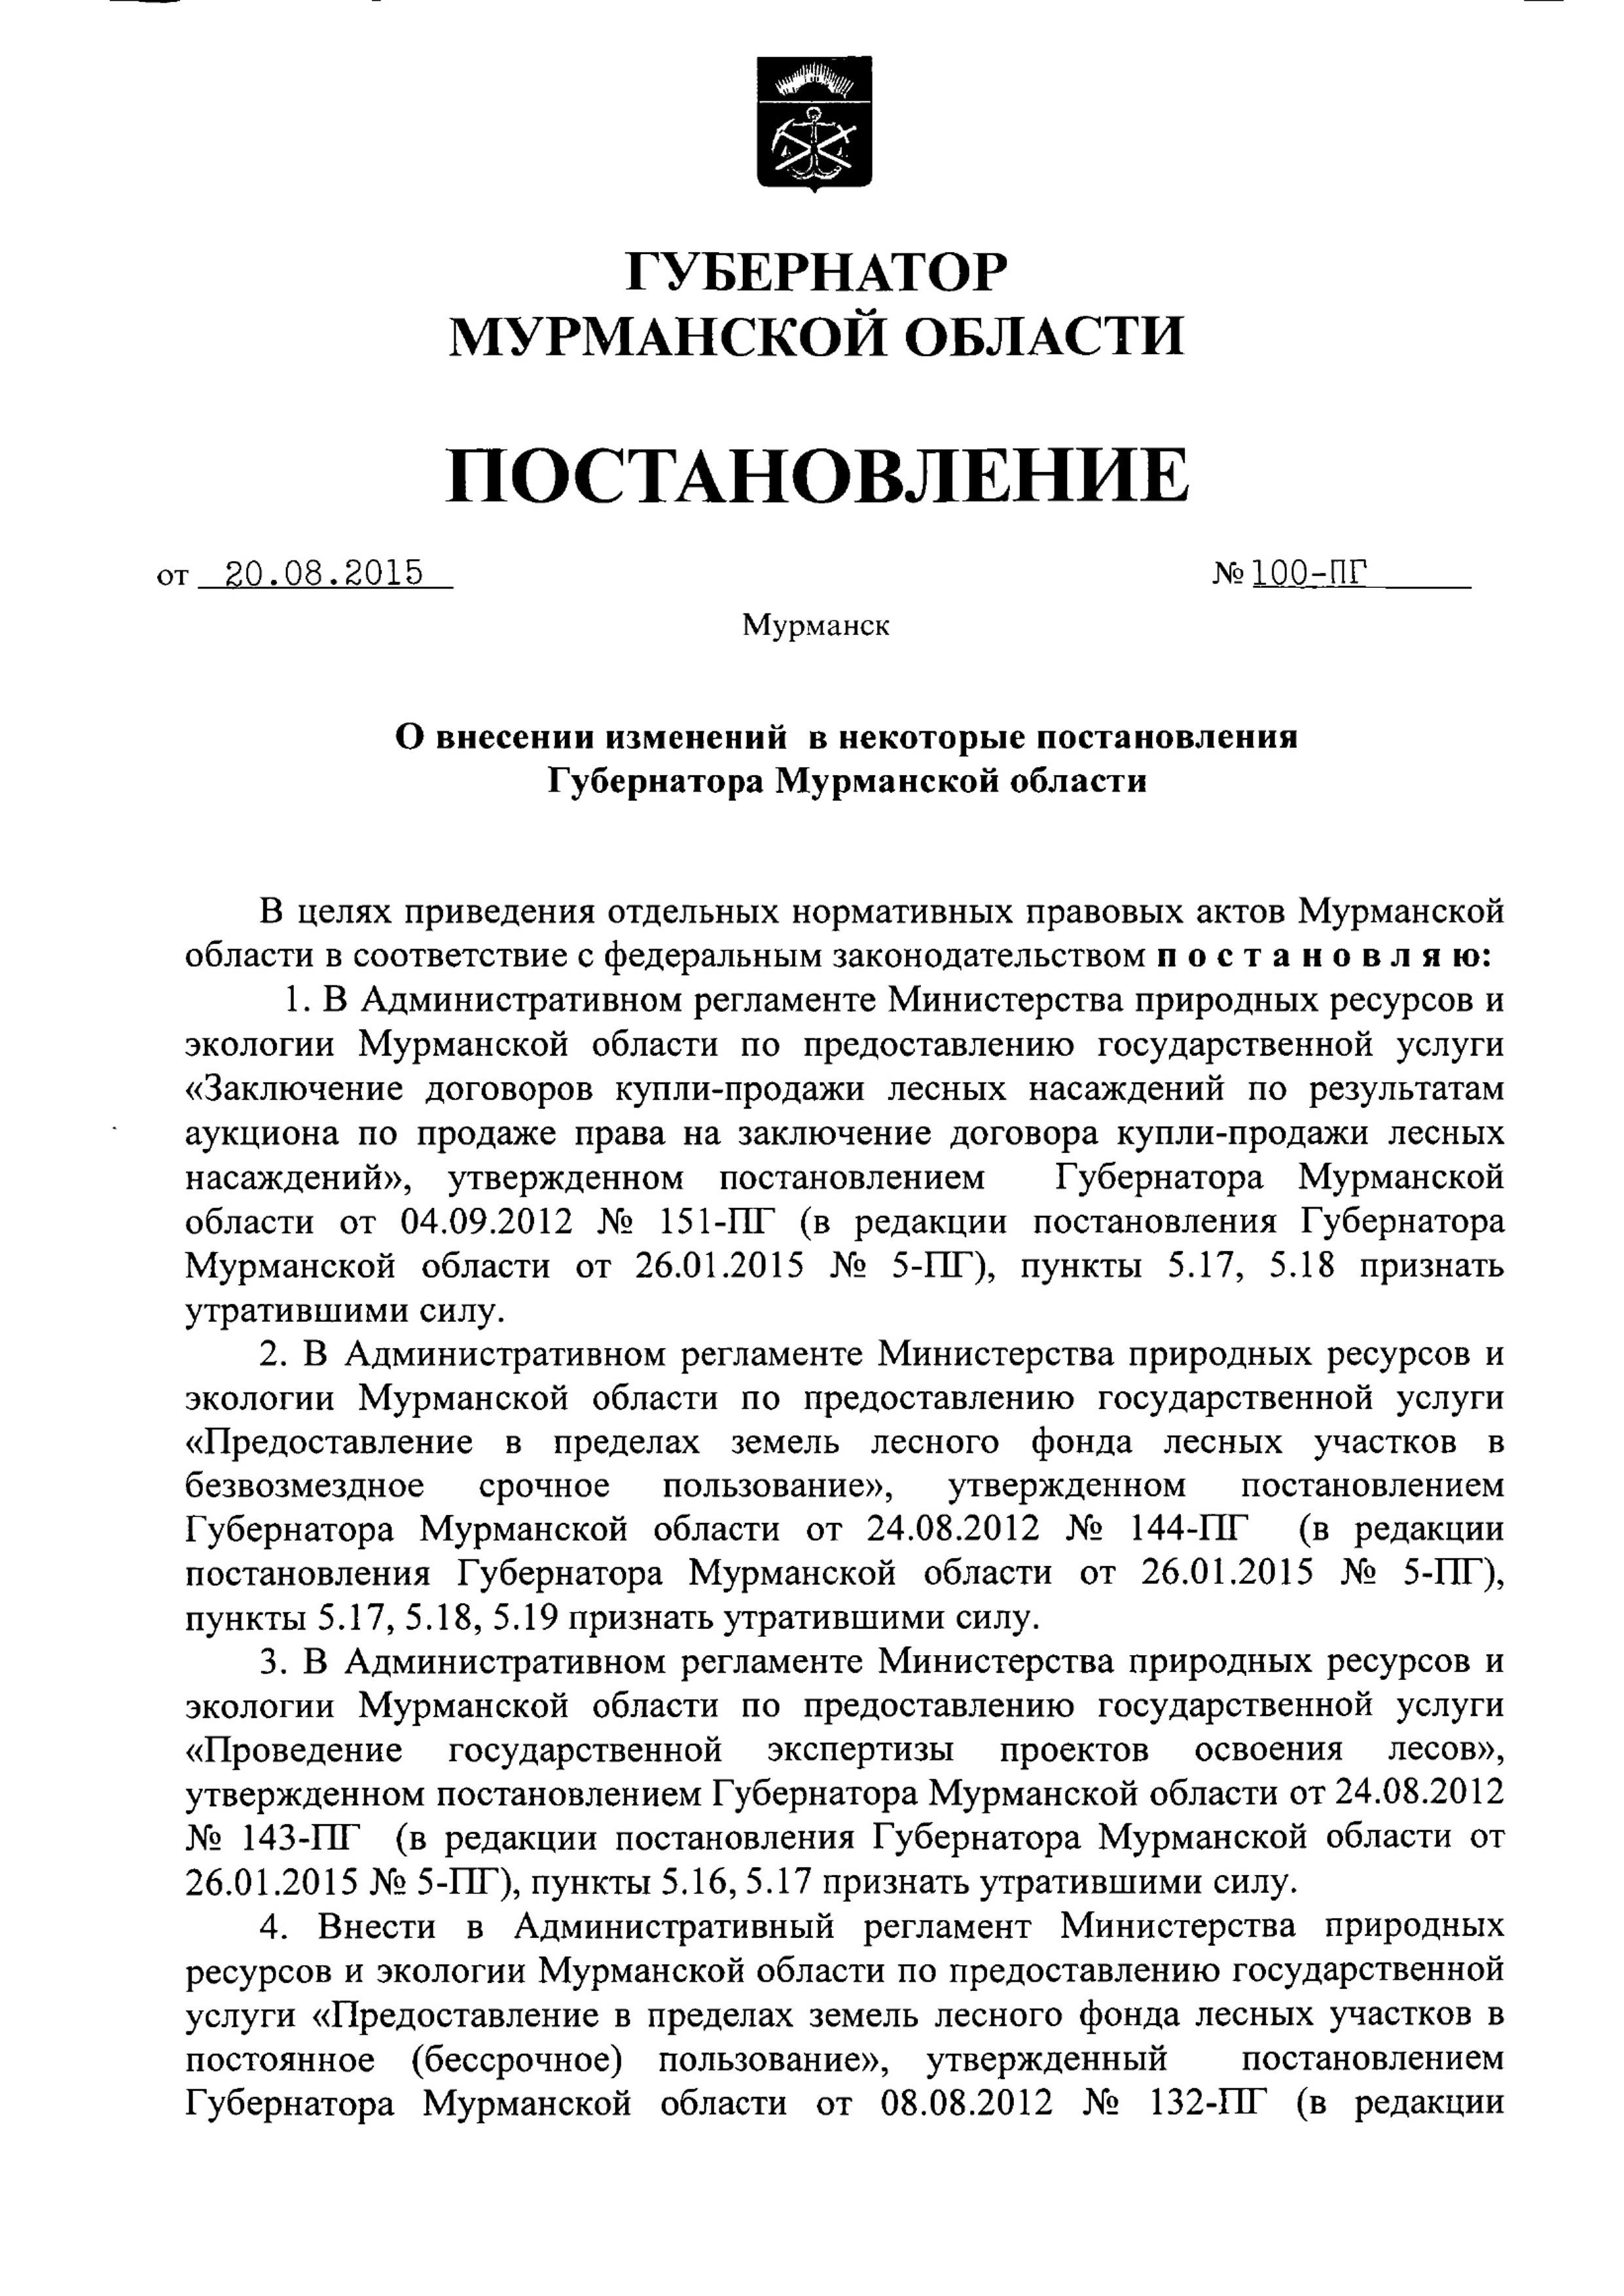 ГУБЕРНАТОР
МУРМАНСКОЙ ОБЛАСТИ
ПОСТАНОВЛЕНИЕ
от 20.08.2015 № 100-ПГ
Мурманск
О внесении изменений в некоторые постановления
Губернатора Мурманской области
В целях приведения отдельных нормативных правовых актов Мурманской
области в соответствие с федеральным законодательством п о с т а н о в л я ю:
1. В Административном регламенте Министерства природных ресурсов и
экологии Мурманской области по предоставлению государственной услуги
«Заключение договоров купли-продажи лесных насаждений по результатам
аукциона по продаже права на заключение договора купли-продажи лесных
насаждений», утвержденном постановлением Губернатора Мурманской
области от 04.09.2012 № 151-ПГ (в редакции постановления Губернатора
Мурманской области от 26.01.2015 № 5-ПГ), пункты 5.17, 5.18 признать
утратившими силу.
2. В Административном регламенте Министерства природных ресурсов и
экологии Мурманской области по предоставлению государственной услуги
«Предоставление в пределах земель лесного фонда лесных участков в
безвозмездное срочное пользование», утвержденном постановлением
Губернатора Мурманской области от 24.08.2012 № 144-ПГ (в редакции
постановления Губернатора Мурманской области от 26.01.2015 № 5-ПГ),
пункты 5.17, 5.18, 5.19 признать утратившими силу.
3. В Административном регламенте Министерства природных ресурсов и
экологии Мурманской области по предоставлению государственной услуги
«Проведение государственной экспертизы проектов освоения лесов»,
утвержденном постановлением Губернатора Мурманской области от 24.08.2012
№ 143-ПГ (в редакции постановления Губернатора Мурманской области от
26.01.2015 № 5-ПГ), пункты 5.16, 5.17 признать утратившими силу.
4. Внести в Административный регламент Министерства природных
ресурсов и экологии Мурманской области по предоставлению государственной
услуги «Предоставление в пределах земель лесного фонда лесных участков в
постоянное (бессрочное) пользование», утвержденный постановлением
Губернатора Мурманской области от 08.08.2012 № 132-ПГ (в редакции